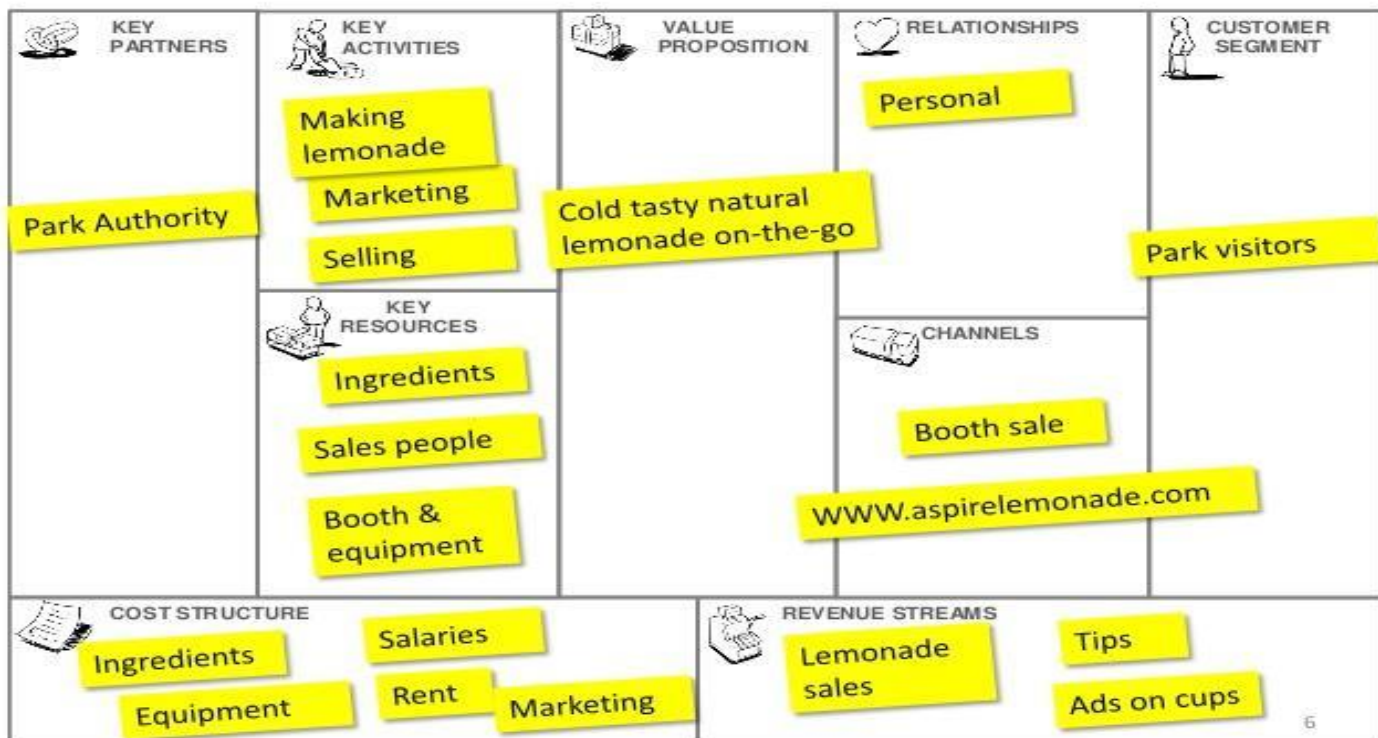 KEY
PARTNERS
Park Authority
KEY
ACTIVITIES
Making
lemonade
Marketing
Selling
KEY
RESOURCES
Ingredients
Sales people
Booth &
equipment
VALUE
PROPOSITION
Cold tasty natural
lemonade on-the-go
RELATIONSHIPS
Personal
CHANNELS
Booth sale
WWW.aspirelemonade.com
CUSTOMER
SEGMENT
Park visitors
COST STRUCTURE
Ingredients
Salaries
Equipment
Rent
Marketing
REVENUE STREAMS
Lemonade
sales
Tips
Ads on cups
6